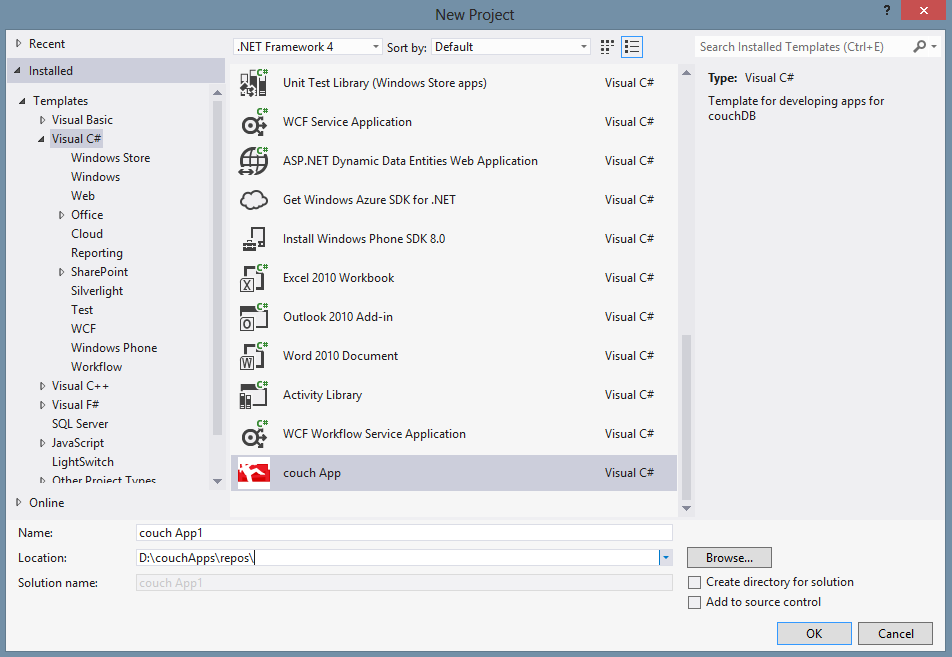 New Project
?
Recent
Installed
Templates
Visual Basic
Visual C#
Windows Store
Windows
Web
Office
Cloud
Reporting
SharePoint
Silverlight
Test
WCF
Windows Phone
Workflow
Visual C++
Visual F#
SQL Server
JavaScript
LightSwitch
Other Project Types
Online
.NET Framework 4
Sort by: Default
C# Unit Test Library (Windows Store apps) Visual C#
C# WCF Service Application Visual C#
C# ASP.NET Dynamic Data Entities Web Application Visual C#
Get Windows Azure SDK for .NET Visual C#
Install Windows Phone SDK 8.0 Visual C#
C# X Excel 2010 Workbook Visual C#
C# O Outlook 2010 Add-in Visual C#
C# W Word 2010 Document Visual C#
C# Activity Library Visual C#
C# WCF Workflow Service Application Visual C#
couch App Visual C#
Search Installed Templates (Ctrl+E)
Type: Visual C#
Template for developing apps for
couchDB
Name: couch App1
Location: D:\couchApps\repos\
Browse...
Solution name: couch App1
Create directory for solution
Add to source control
OK
Cancel